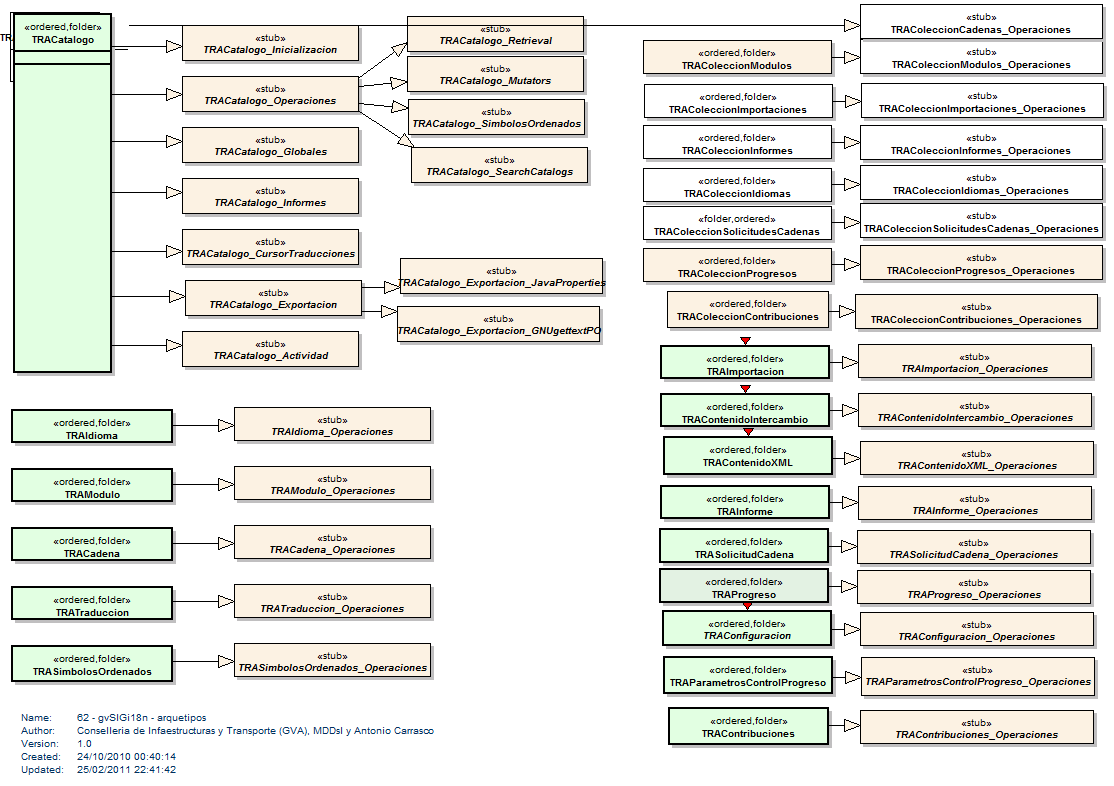 «ordered,folder»
TRACatalogo
TR
«stub»
TRACatalogo_Inicializacion
«stub»
TRACatalogo_Operaciones
«stub»
TRACatalogo_Globales
«stub»
TRACatalogo_Informes
«stub»
TRACatalogo_CursorTraducciones
«stub»
TRACatalogo_Exportacion
«stub»
TRACatalogo_Actividad
«stub»
TRACatalogo_Retrieval
«stub»
TRACatalogo_Mutators
«stub»
TRACatalogo_SimbolosOrdenados
«stub»
TRACatalogo_SearchCatalogs
«stub»
TRACatalogo_Exportacion_JavaProperties
«stub»
TRACatalogo_Exportacion_GNUgettextPO
«ordered,folder»
TRAIdioma
«stub»
TRAIdioma_Operaciones
«ordered,folder»
TRAModulo
«stub»
TRAModulo_Operaciones
«ordered,folder»
TRACadena
«stub»
TRACadena_Operaciones
«ordered,folder»
TRATraduccion
«stub»
TRATraduccion_Operaciones
«ordered,folder»
TRASimbolosOrdenados
«stub»
TRASimbolosOrdenados_Operaciones
«stub»
TRAColeccionCadenas_Operaciones
«ordered,folder»
TRAColeccionModulos
«stub»
TRAColeccionModulos_Operaciones
«ordered,folder»
TRAColeccionImportaciones
«stub»
TRAColeccionImportaciones_Operaciones
«ordered,folder»
TRAColeccionInformes
«stub»
TRAColeccionInformes_Operaciones
«ordered,folder»
TRAColeccionIdiomas
«stub»
TRAColeccionIdiomas_Operaciones
«folder,ordered»
TRAColeccionSolicitudesCadenas
«stub»
TRAColeccionSolicitudesCadenas_Operaciones
«ordered,folder»
TRAColeccionProgresos
«stub»
TRAColeccionProgresos_Operaciones
«ordered,folder»
TRAColeccionContribuciones
«stub»
TRAColeccionContribuciones_Operaciones
«ordered,folder»
TRAImportacion
«stub»
TRAImportacion_Operaciones
«ordered,folder»
TRAContenidoIntercambio
«stub»
TRAContenidoIntercambio_Operaciones
«ordered,folder»
TRAContenidoXML
«stub»
TRAContenidoXML_Operaciones
«ordered,folder»
TRAInforme
«stub»
TRAInforme_Operaciones
«ordered,folder»
TRASolicitudCadena
«stub»
TRASolicitudCadena_Operaciones
«ordered,folder»
TRAProgreso
«stub»
TRAProgreso_Operaciones
«ordered,folder»
TRAConfiguracion
«stub»
TRAConfiguracion_Operaciones
«ordered,folder»
TRAParametrosControlProgreso
«stub»
TRAParametrosControlProgreso_Operaciones
«ordered,folder»
TRAContribuciones
«stub»
TRAContribuciones_Operaciones
Name: 62 - gvSIGi18n - arquetipos
Author: Conselleria de Infaestructuras y Transporte (GVA), MDDsl y Antonio Carrasco
Version: 1.0
Created: 24/10/2010 00:40:14
Updated: 25/02/2011 22:41:42